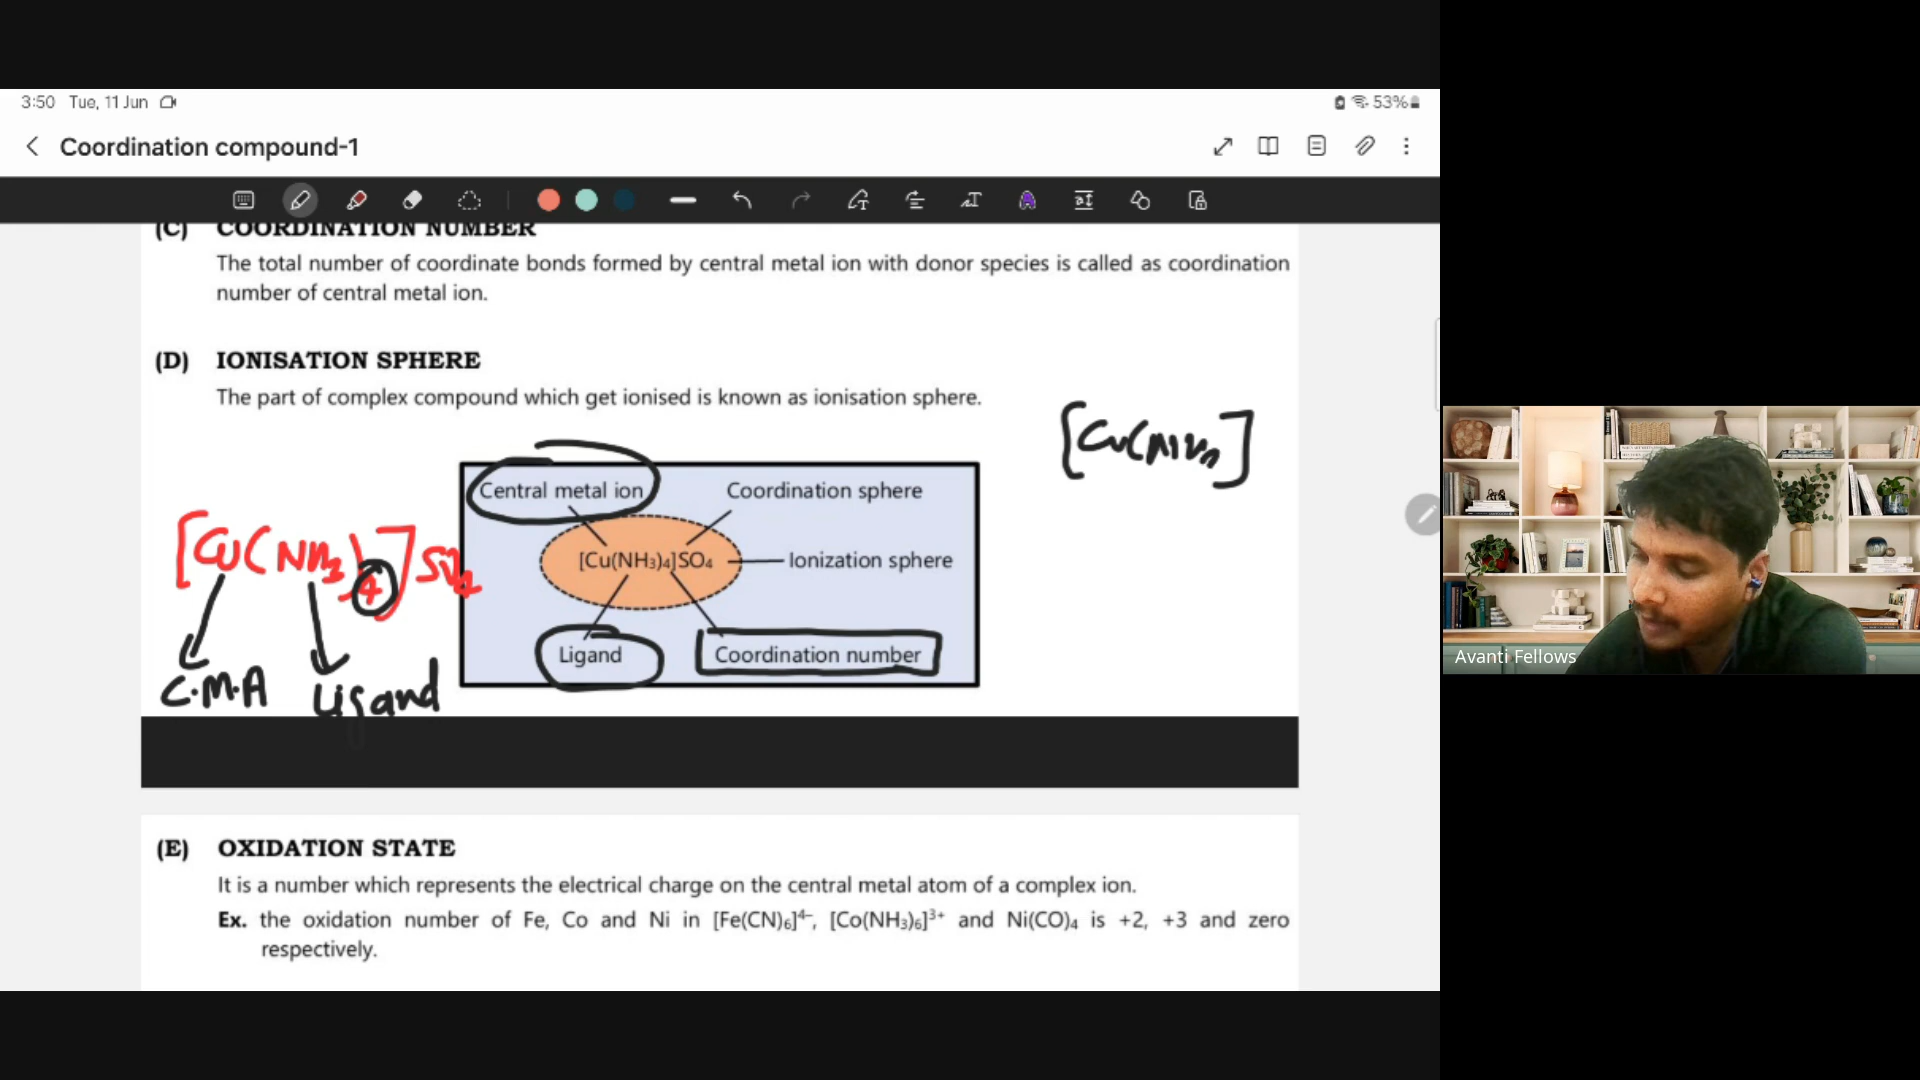 3:50 Tue, 11 Jun
53%
Coordination compound-1
(C) COORDINATION NUMBER
The total number of coordinate bonds formed by central metal ion with donor species is called as coordination
number of central metal ion.
(D) IONISATION SPHERE
The part of complex compound which get ionised is known as ionisation sphere.
Central metal ion
Coordination sphere
[Cu(NH₃)₄]SO₄
Ionization sphere
Ligand
Coordination number
[Cu(NH₃)₄]SO₄
C.M.A
Ligand
(E) OXIDATION STATE
It is a number which represents the electrical charge on the central metal atom of a complex ion.
Ex. the oxidation number of Fe, Co and Ni in [Fe(CN)₆]⁴⁻, [Co(NH₃)₆]³⁺ and Ni(CO)₄ is +2, +3 and zero
respectively.
Avanti Fellows